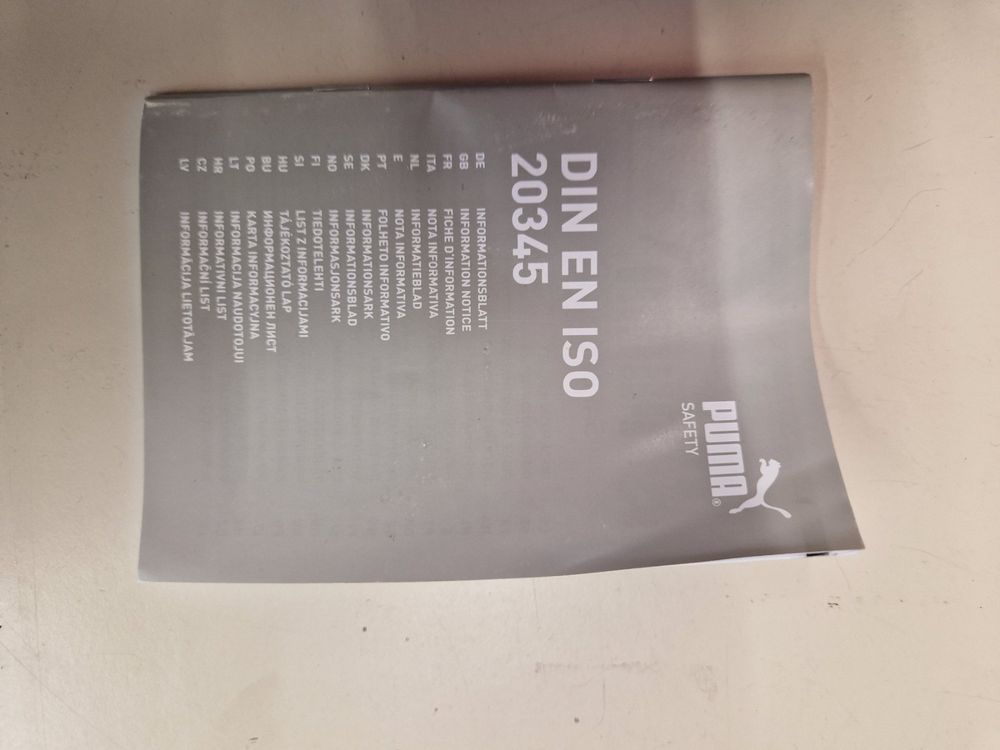 PUMA®
SAFETY
DIN EN ISO
20345
DE INFORMATIONSBLATT
GB INFORMATION NOTICE
FR FICHE D'INFORMATION
ITA NOTA INFORMATIVA
NL INFORMATIEBLAD
E NOTA INFORMATIVA
PT FOLHETO INFORMATIVO
DK INFORMATIONSARK
SE INFORMATIONSBLAD
NO INFORMASJONSARK
FI TIEDOTELEHTI
SI LIST Z INFORMACIJAMI
HU TÁJÉKOZTATÓ LAP
BU ИНФОРМАЦИОНЕН ЛИСТ
PO KARTA INFORMACYJNA
LT INFORMACIJA NAUDOTOJUI
HR INFORMATIVNI LIST
CZ INFORMAČNÍ LIST
LV INFORMĀCIJA LIETOTĀJAM